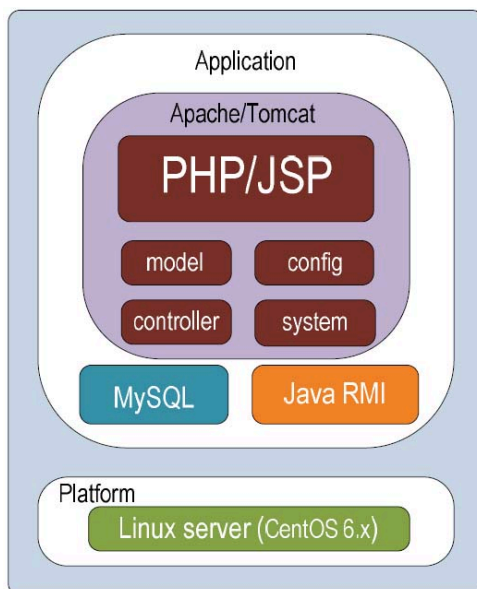 Application
Apache/Tomcat
PHP/JSP
model config
controller system
MySQL Java RMI
Platform
Linux server (CentOS 6.x)